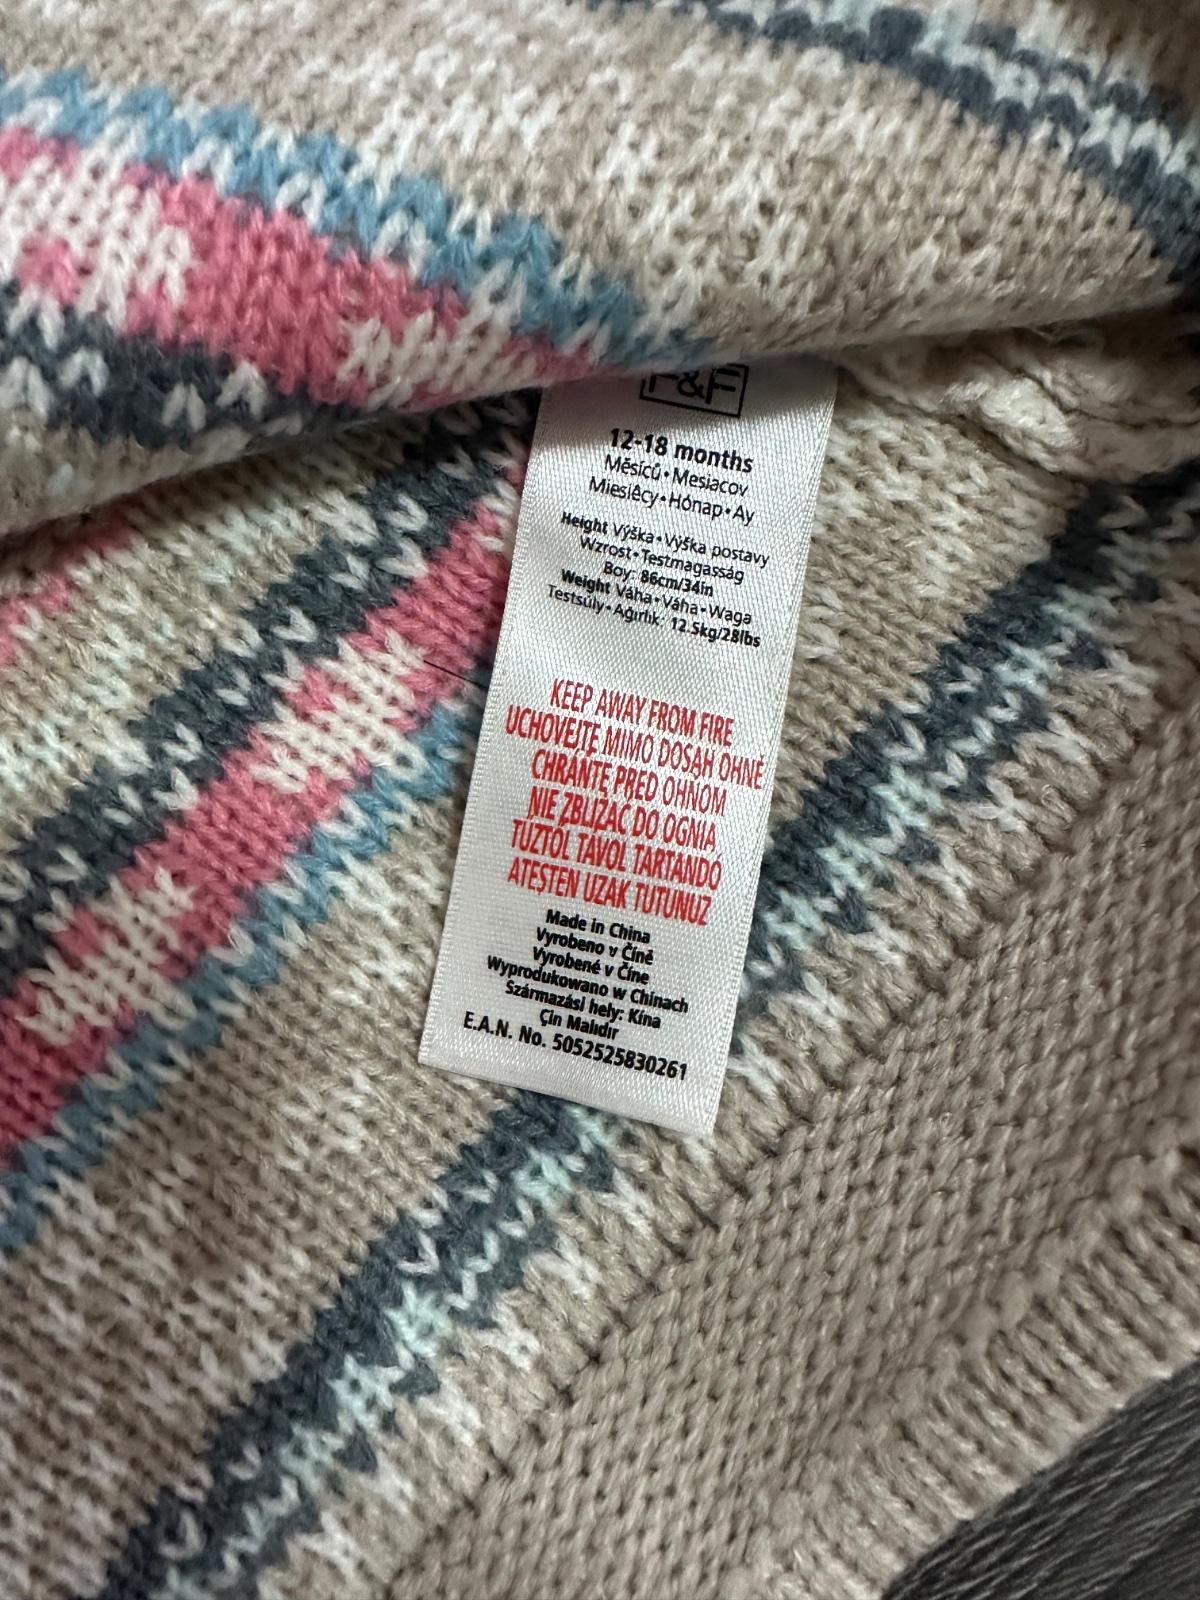 F&F
12-18 months
Měsíců•Mesiacov
Miesięcy•Hónap•Ay
Height Výška•Výška postavy
Wzrost•Testmagasság
Boy: 86cm/34in
Weight Váha•Váha•Waga
Testsúly•Ağırlık: 12.5kg/28lbs
KEEP AWAY FROM FIRE
UCHOVEJTE MIMO DOSAH OHNĚ
CHRÁŇTE PRED OHŇOM
NIE ZBLIŻAĆ DO OGNIA
TŰZTŐL TÁVOL TARTANDÓ
ATEŞTEN UZAK TUTUNUZ
Made in China
Vyrobeno v Číně
Vyrobené v Číne
Wyprodukowano w Chinach
Származási hely: Kína
Çin Malıdır
E.A.N. No. 5052525830261